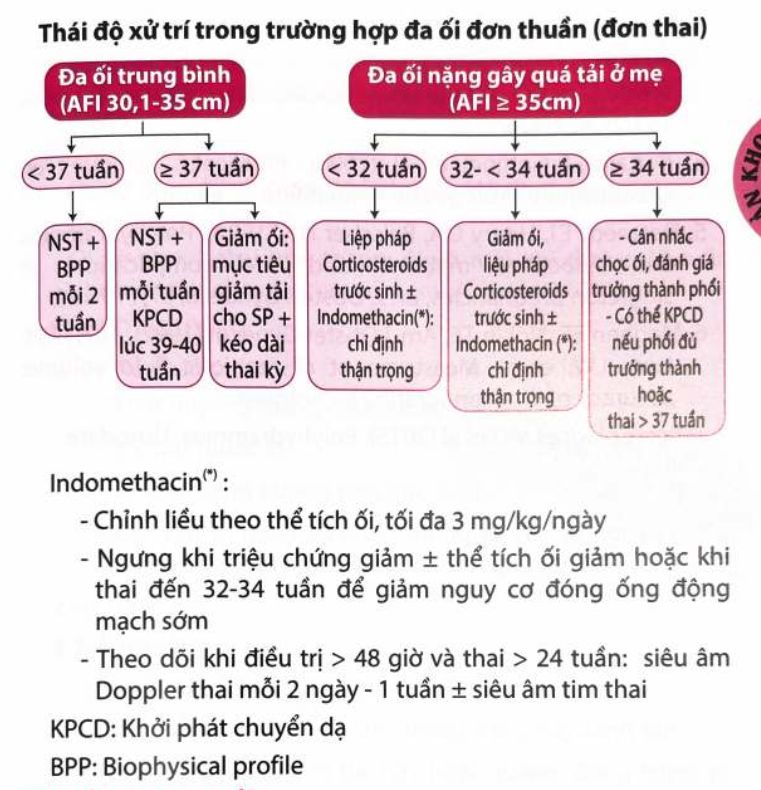 Thái độ xử trí trong trường hợp đa ối đơn thuần (đơn thai)
Đa ối trung bình
(AFI 30,1-35 cm)
Đa ối nặng gây quá tải ở mẹ
(AFI ≥ 35cm)
< 37 tuần
≥ 37 tuần
< 32 tuần
32- < 34 tuần
≥ 34 tuần
NST +
BPP
mỗi 2
tuần
NST +
BPP
mỗi tuần
KPCD
lúc 39-40
tuần
Giảm ối:
mục tiêu
giảm tải
cho SP +
kéo dài
thai kỳ
Liệp pháp
Corticosteroids
trước sinh ±
Indomethacin(*):
chỉ định
thận trọng
Giảm ối,
liệu pháp
Corticosteroids
trước sinh ±
Indomethacin (*):
chỉ định
thận trọng
- Cân nhắc
chọc ối, đánh giá
trưởng thành phổi
- Có thể KPCD
nếu phổi đủ
trưởng thành
hoặc
thai > 37 tuần
Indomethacin(*) :
- Chỉnh liều theo thể tích ối, tối đa 3 mg/kg/ngày
- Ngưng khi triệu chứng giảm ± thể tích ối giảm hoặc khi
thai đến 32-34 tuần để giảm nguy cơ đóng ống động
mạch sớm
- Theo dõi khi điều trị > 48 giờ và thai > 24 tuần: siêu âm
Doppler thai mỗi 2 ngày - 1 tuần ± siêu âm tim thai
KPCD: Khởi phát chuyển dạ
BPP: Biophysical profile